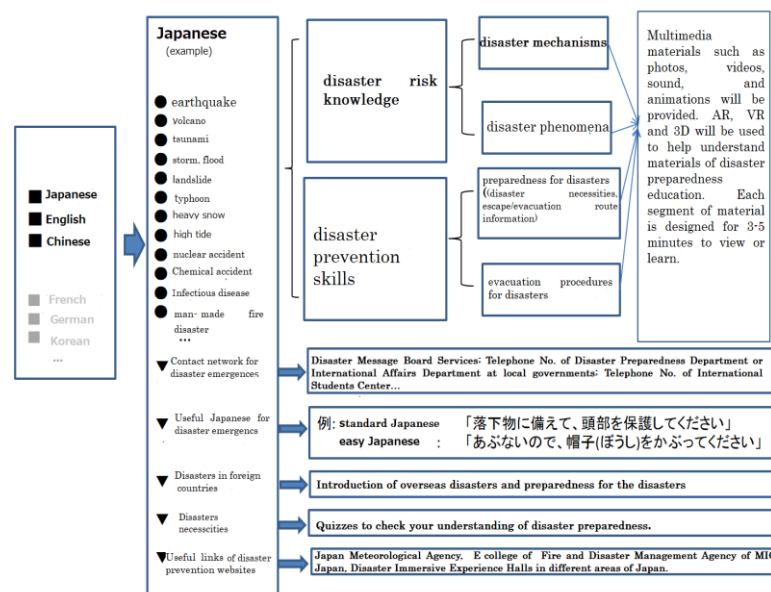 Japanese
English
Chinese
French
German
Korean
...
Japanese
(example)
earthquake
volcano
tsunami
storm. flood
landslide
typhoon
heavy snow
high tide
nuclear accident
Chemical accident
Infectious disease
man- made fire
disaster
...
Contact network for
disaster emergences
Useful Japanese for
disaster emergencs
Disasters in foreign
countries
Disasters
necescities
Useful links of disaster
prevention websites
disaster risk
knowledge
disaster
prevention
skills
disaster mechanisms
disaster phenomena
preparedness for disasters
((disaster necessities,
escape/evacuation route
information)
evacuation procedures
for disasters
Multimedia
materials such as
photos, videos,
sound, and
animations will be
provided. AR, VR
and 3D will be used
to help understand
materials of disaster
preparedness
education. Each
segment of material
is designed for 3-5
minutes to view or
learn.
Disaster Message Board Services; Telephone No. of Disaster Preparedness Department or
International Affairs Department at local governments; Telephone No. of International
Students Center...
例: standard Japanese 「落下物に備えて、頭部を保護してください」
easy Japanese : 「あぶないので、帽子(ぼうし)をかぶってください」
Introduction of overseas disasters and preparedness for the disasters
Quizzes to check your understanding of disaster preparedness.
Japan Meteorological Agency. E college of Fire and Disaster Management Agency of MIC
Japan, Disaster Immersive Experience Halls in different areas of Japan.